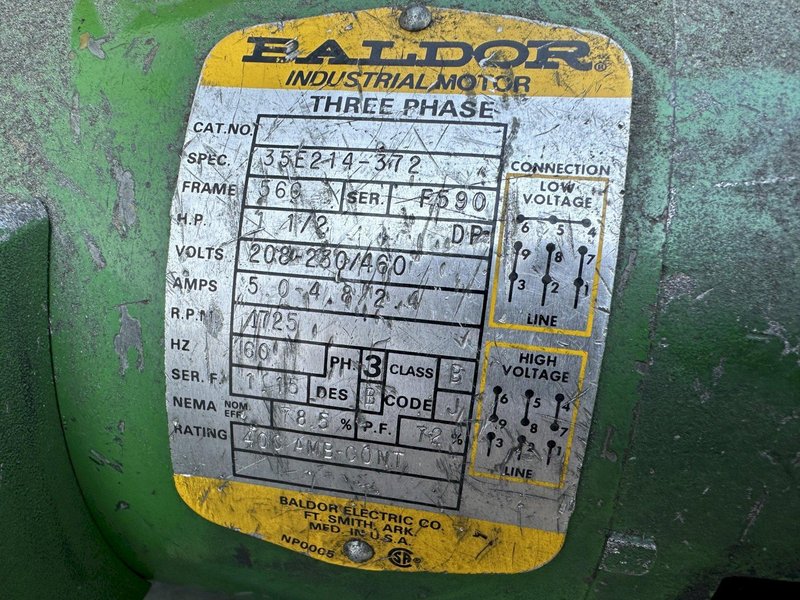 BALDOR®
INDUSTRIAL MOTOR
THREE PHASE
CAT.NO.
SPEC. 35E214-372
FRAME SER. F590
H.P. 1 1/2 DP
VOLTS 208-230/460
AMPS 5.0-4.8/2.4
R.P.M 1725
HZ 60 PH 3 CLASS B
SER. F. 1.15 DES B CODE J
NEMA NOM. EFF. 78.5 % P.F. 72 %
RATING 40C AMB-CONT
CONNECTION
LOW
VOLTAGE
6 5 4
9 8 7
3 2 1
LINE
HIGH
VOLTAGE
6 5 4
9 8 7
3 2 1
LINE
BALDOR ELECTRIC CO.
FT. SMITH, ARK.
MFD. IN U.S.A.
NP0005
SA